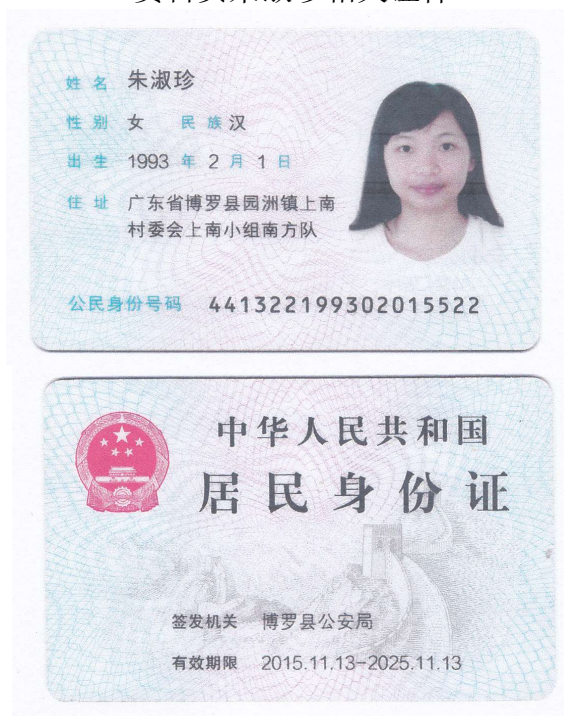 姓名 朱淑珍
性别 女 民族 汉
出生 1993 年 2 月 1 日
住址 广东省博罗县园洲镇上南
村委会上南小组南方队
公民身份号码 441322199302015522
中华人民共和国
居民身份证
签发机关 博罗县公安局
有效期限 2015.11.13-2025.11.13